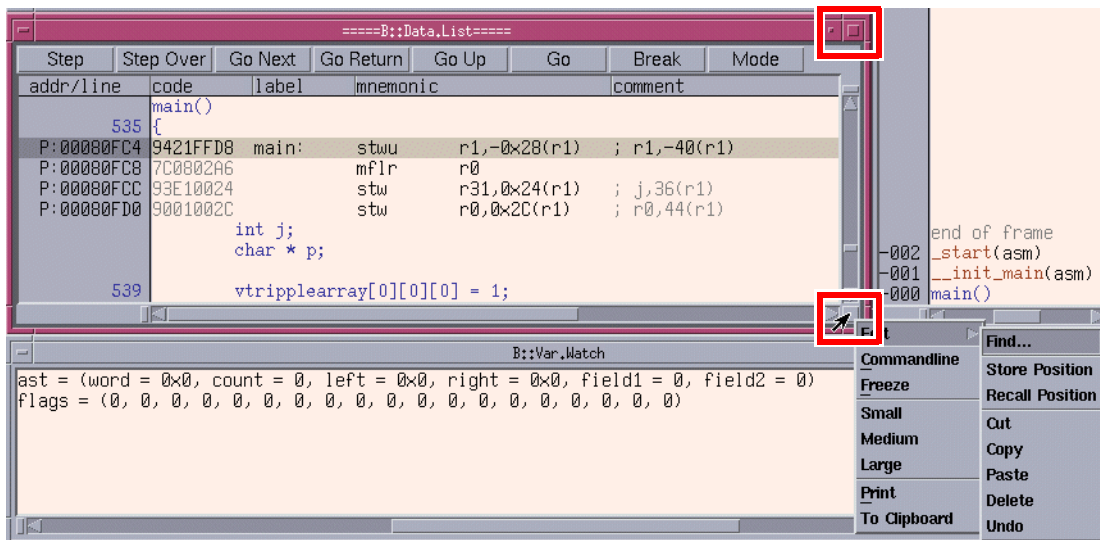 =====B::Data.List=====
Step Step Over Go Next Go Return Go Up Go Break Mode
addr/line code label mnemonic comment
main()
535 {
P:00080FC4 9421FFD8 main: stwu r1,-0x28(r1) ; r1,-40(r1)
P:00080FC8 7C0802A6 mflr r0
P:00080FCC 93E10024 stw r31,0x24(r1) ; j,36(r1)
P:00080FD0 9001002C stw r0,0x2C(r1) ; r0,44(r1)
int j;
char * p;
539 vtripplearray[0][0][0] = 1;
end of frame
-002 _start(asm)
-001 __init_main(asm)
-000 main()
B::Var.Watch
ast = (word = 0x0, count = 0, left = 0x0, right = 0x0, field1 = 0, field2 = 0)
flags = (0, 0, 0, 0, 0, 0, 0, 0, 0, 0, 0, 0, 0, 0, 0, 0, 0, 0, 0)
Commandline
Freeze
Small
Medium
Large
Print
To Clipboard
Find...
Store Position
Recall Position
Cut
Copy
Paste
Delete
Undo